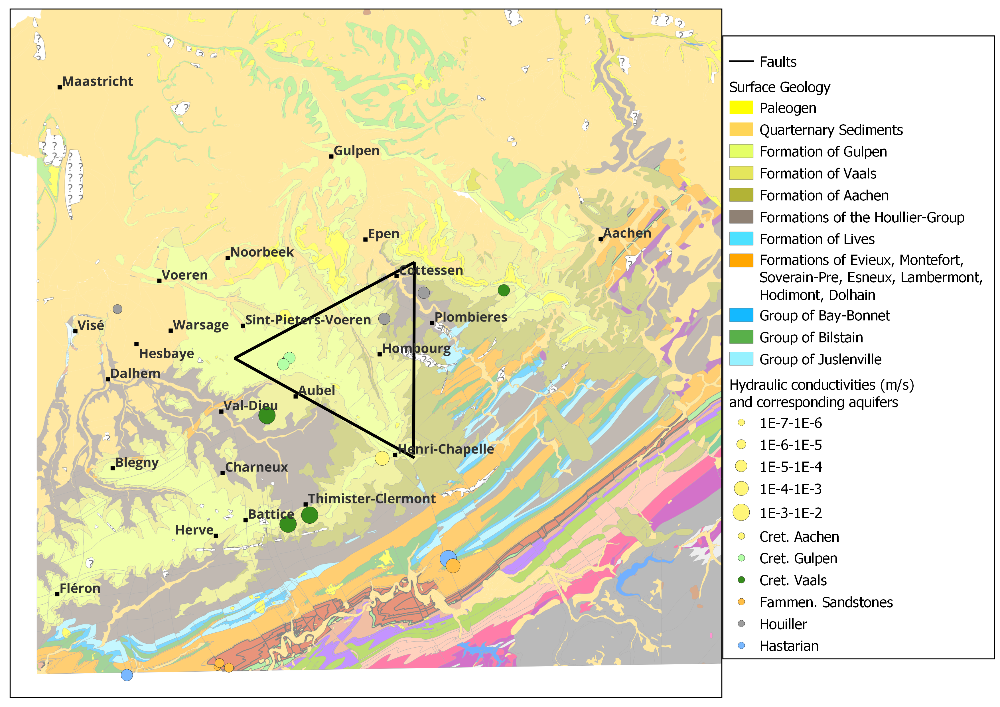 Maastricht
Gulpen
Epen
Aachen
Noorbeek
Cottessen
Voeren
Plombieres
Sint-Pieters-Voeren
Visé
Warsage
Hombourg
Hesbaye
Dalhem
Aubel
Val-Dieu
Henri-Chapelle
Blegny
Charneux
Thimister-Clermont
Battice
Herve
Fléron
Faults
Surface Geology
Paleogen
Quarternary Sediments
Formation of Gulpen
Formation of Vaals
Formation of Aachen
Formations of the Houllier-Group
Formation of Lives
Formations of Evieux, Montefort,
Soverain-Pre, Esneux, Lambermont,
Hodimont, Dolhain
Group of Bay-Bonnet
Group of Bilstain
Group of Juslenville
Hydraulic conductivities (m/s)
and corresponding aquifers
1E-7-1E-6
1E-6-1E-5
1E-5-1E-4
1E-4-1E-3
1E-3-1E-2
Cret. Aachen
Cret. Gulpen
Cret. Vaals
Fammen. Sandstones
Houiller
Hastarian